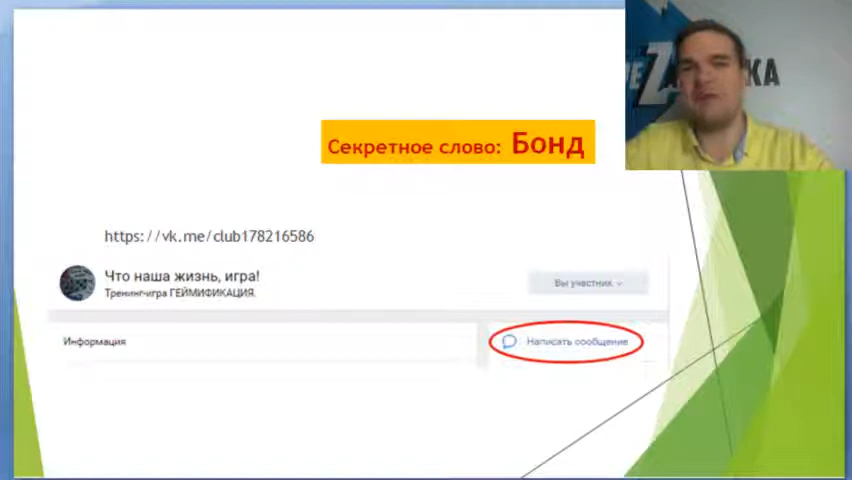 Секретное слово: Бонд
https://vk.me/club178216586
Что наша жизнь, игра!
Вы участник
Тренинг-игра ГЕЙМИФИКАЦИЯ.
Информация
Написать сообщение